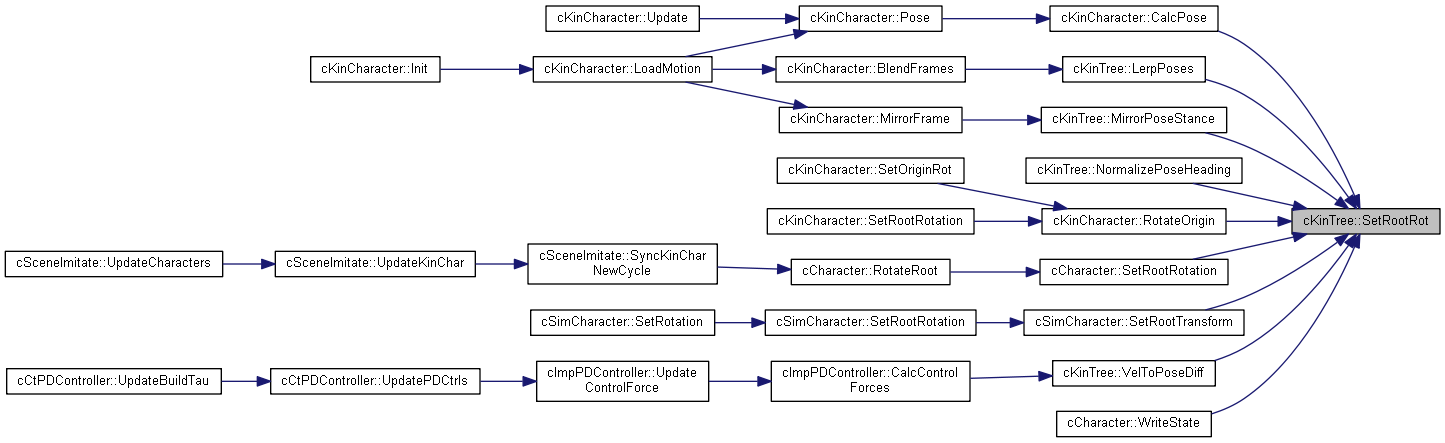 cKinCharacter::Update
cKinCharacter::Pose
cKinCharacter::CalcPose
cKinCharacter::Init
cKinCharacter::LoadMotion
cKinCharacter::BlendFrames
cKinTree::LerpPoses
cKinCharacter::MirrorFrame
cKinTree::MirrorPoseStance
cKinCharacter::SetOriginRot
cKinTree::NormalizePoseHeading
cKinCharacter::SetRootRotation
cKinCharacter::RotateOrigin
cKinTree::SetRootRot
cSceneImitate::UpdateCharacters
cSceneImitate::UpdateKinChar
cSceneImitate::SyncKinChar
NewCycle
cCharacter::RotateRoot
cCharacter::SetRootRotation
cSimCharacter::SetRotation
cSimCharacter::SetRootRotation
cSimCharacter::SetRootTransform
cCtPDController::UpdateBuildTau
cCtPDController::UpdatePDCtrls
cImpPDController::Update
ControlForce
cImpPDController::CalcControl
Forces
cKinTree::VelToPoseDiff
cCharacter::WriteState